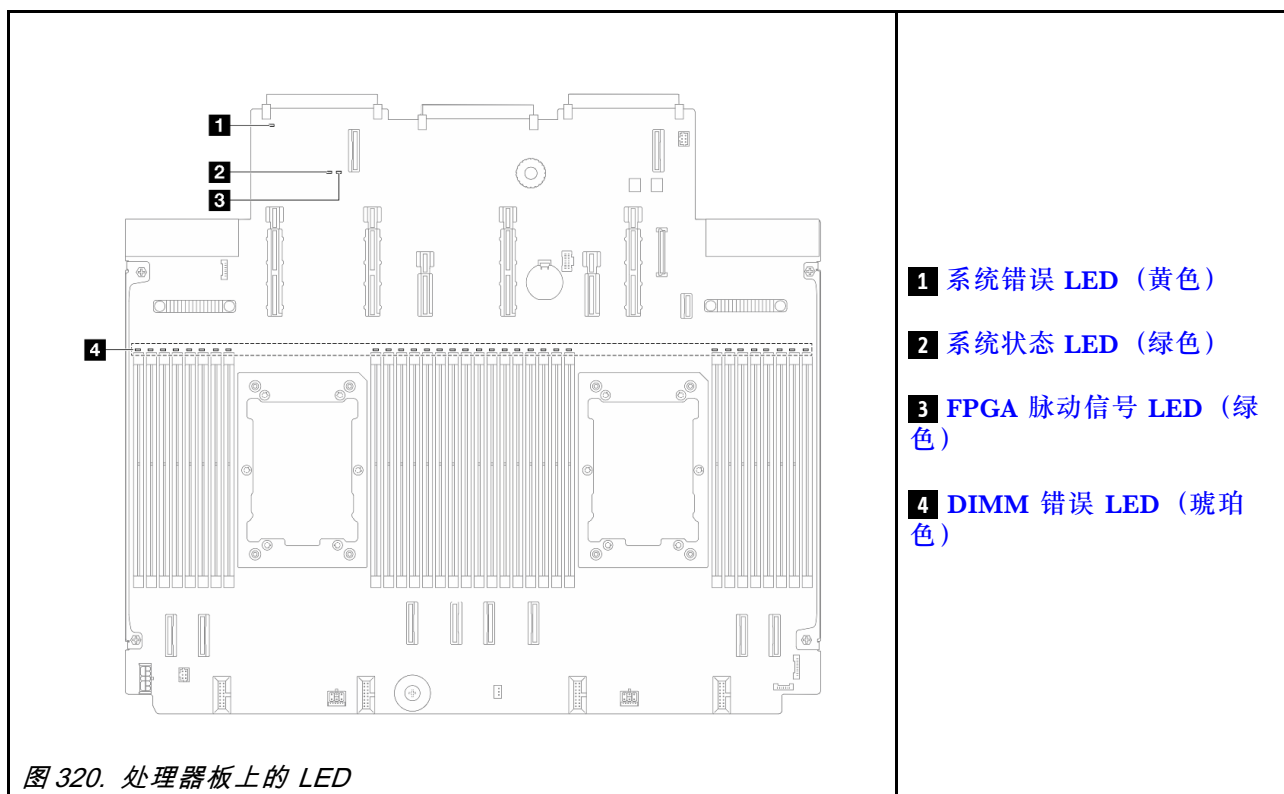 1
2
3
4
1 系统错误 LED（黄色）
2 系统状态 LED（绿色）
3 FPGA 脉动信号 LED（绿
色）
4 DIMM 错误 LED（琥珀
色）
图 320. 处理器板上的 LED